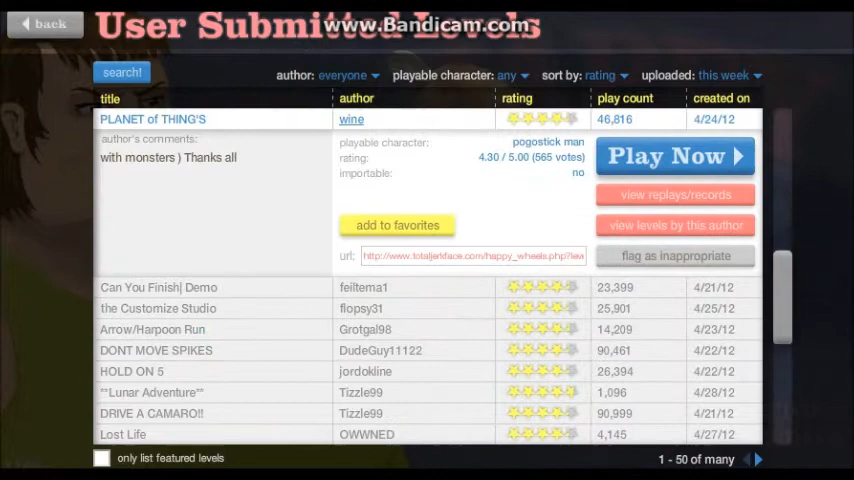 back
User Submitted Levels
www.Bandicam.com
search!
author: everyone playable character: any sort by: rating uploaded: this week
title author rating play count created on
PLANET of THING'S wine 46,816 4/24/12
author's comments:
with monsters ) Thanks all
playable character: pogostick man
rating: 4.30 / 5.00 (565 votes)
importable: no
Play Now
view replays/records
add to favorites
view levels by this author
url: http://www.totaljerkface.com/happy_wheels.php?lev
flag as inappropriate
Can You Finish| Demo feiltema1 23,399 4/21/12
the Customize Studio flopsy31 25,901 4/25/12
Arrow/Harpoon Run Grotgal98 14,209 4/23/12
DONT MOVE SPIKES DudeGuy11122 90,461 4/22/12
HOLD ON 5 jordokline 26,394 4/22/12
**Lunar Adventure** Tizzle99 1,096 4/28/12
DRIVE A CAMARO!! Tizzle99 90,999 4/21/12
Lost Life OWWNED 4,145 4/27/12
only list featured levels
1 - 50 of many